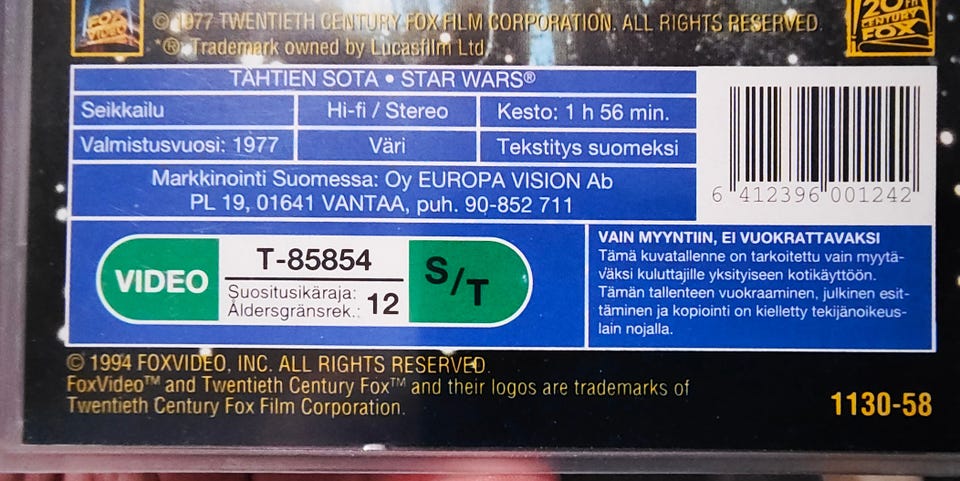 FOX
VIDEO
© 1977 TWENTIETH CENTURY FOX FILM CORPORATION. ALL RIGHTS RESERVED.
® Trademark owned by Lucasfilm Ltd
20TH
CENTURY
FOX
TÄHTIEN SOTA • STAR WARS®
Seikkailu
Hi-fi / Stereo
Kesto: 1 h 56 min.
Valmistusvuosi: 1977
Väri
Tekstitys suomeksi
Markkinointi Suomessa: Oy EUROPA VISION Ab
PL 19, 01641 VANTAA, puh. 90-852 711
6 412396 001242
VIDEO
T-85854
Suositusikäraja:
Åldersgränsrek.: 12
S/T
VAIN MYYNTIIN, EI VUOKRATTAVAKSI
Tämä kuvatallenne on tarkoitettu vain myytä-
väksi kuluttajille yksityiseen kotikäyttöön.
Tämän tallenteen vuokraaminen, julkinen esit-
täminen ja kopiointi on kielletty tekijänoikeus-
lain nojalla.
© 1994 FOXVIDEO, INC. ALL RIGHTS RESERVED.
FoxVideo™ and Twentieth Century Fox™ and their logos are trademarks of
Twentieth Century Fox Film Corporation.
1130-58